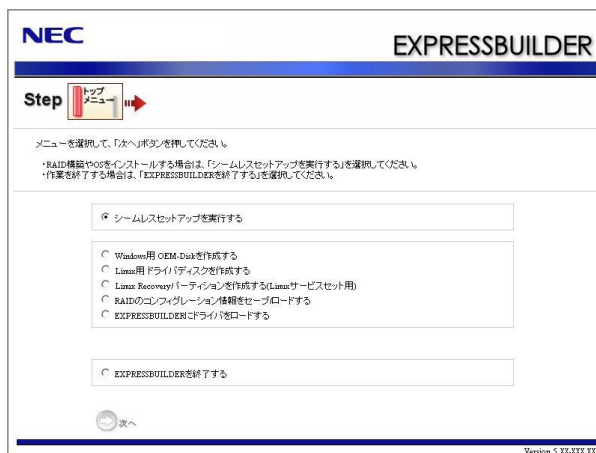 NEC
EXPRESSBUILDER
Step トップメニュー
メニューを選択して、「次へ」ボタンを押してください。
・RAID構築やOSをインストールする場合は、「シームレスセットアップを実行する」を選択してください。
・作業を終了する場合は、「EXPRESSBUILDERを終了する」を選択してください。
シームレスセットアップを実行する
Windows用 OEM-Diskを作成する
Linux用 ドライバディスクを作成する
Linux Recoveryパーティションを作成する(Linuxサービスセット用)
RAIDのコンフィグレーション情報をセーブ/ロードする
EXPRESSBUILDERにドライバをロードする
EXPRESSBUILDERを終了する
次へ
Version 5.XX-XXX.XX